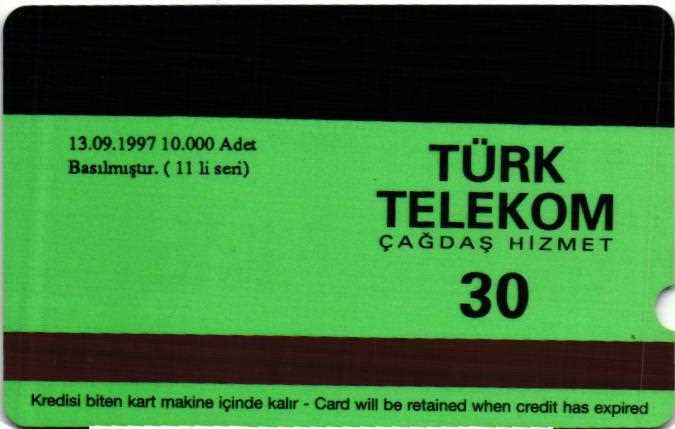 13.09.1997 10.000 Adet
Basılmıştır. ( 11 li seri)
TÜRK
TELEKOM
ÇAĞDAŞ HİZMET
30
Kredisi biten kart makine içinde kalır - Card will be retained when credit has expired